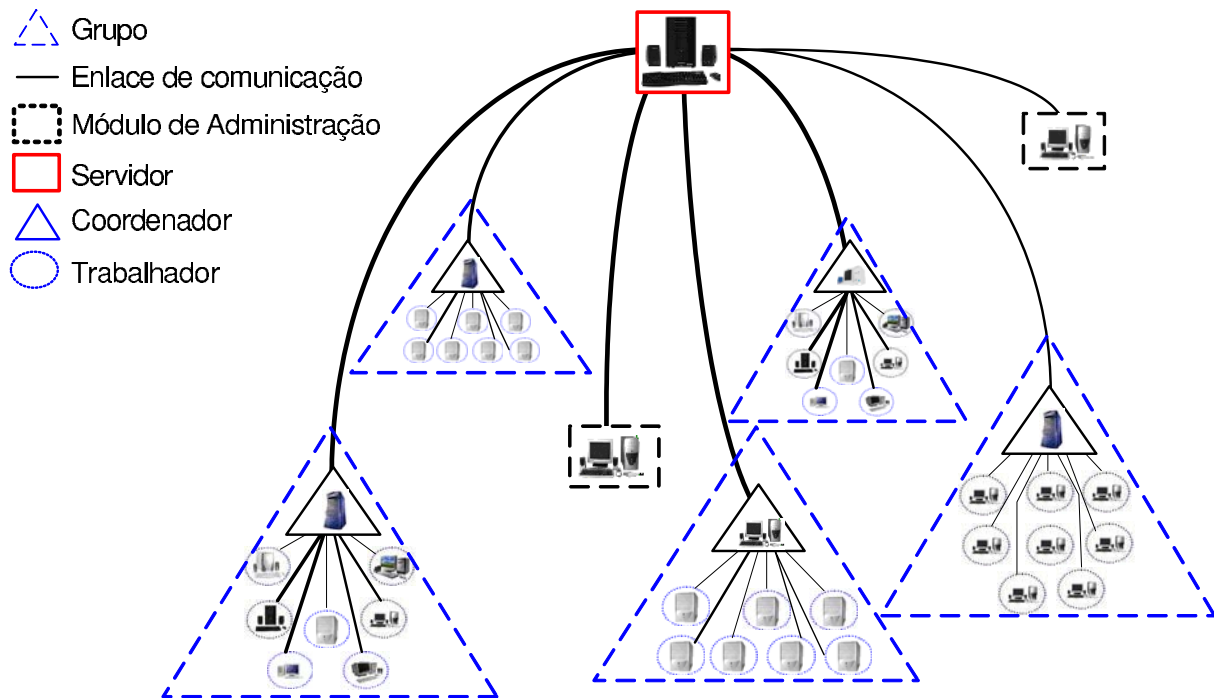 Grupo
Enlace de comunicação
Módulo de Administração
Servidor
Coordenador
Trabalhador